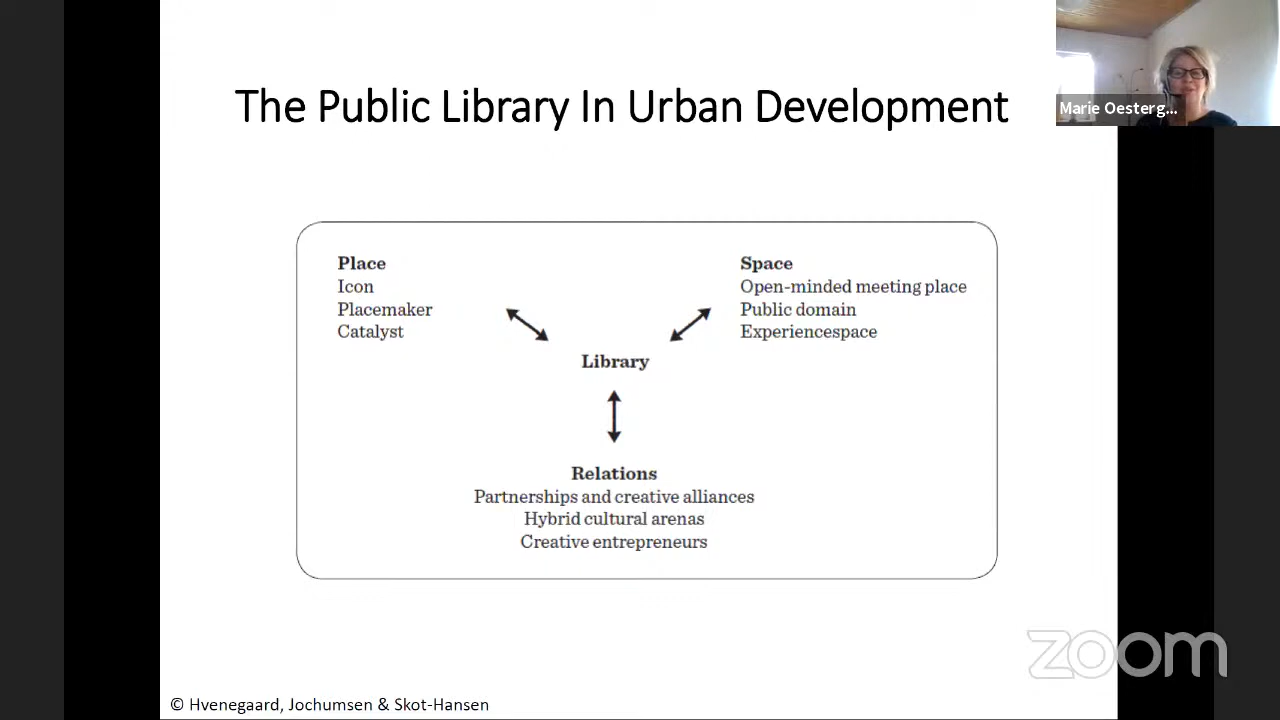 The Public Library In Urban Development
Marie Oesterg...
Place
Icon
Placemaker
Catalyst
Space
Open-minded meeting place
Public domain
Experiencespace
Library
Relations
Partnerships and creative alliances
Hybrid cultural arenas
Creative entrepreneurs
zoom
© Hvenegaard, Jochumsen & Skot-Hansen